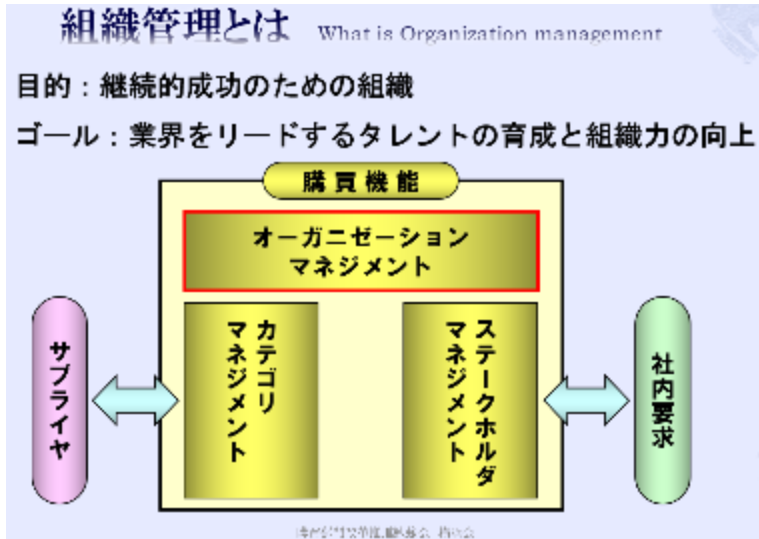 組織管理とは What is Organization management
目的：継続的成功のための組織
ゴール：業界をリードするタレントの育成と組織力の向上
購買機能
オーガニゼーション
マネジメント
サプライヤ
カテゴリ
マネジメント
ステークホルダ
マネジメント
社内要求